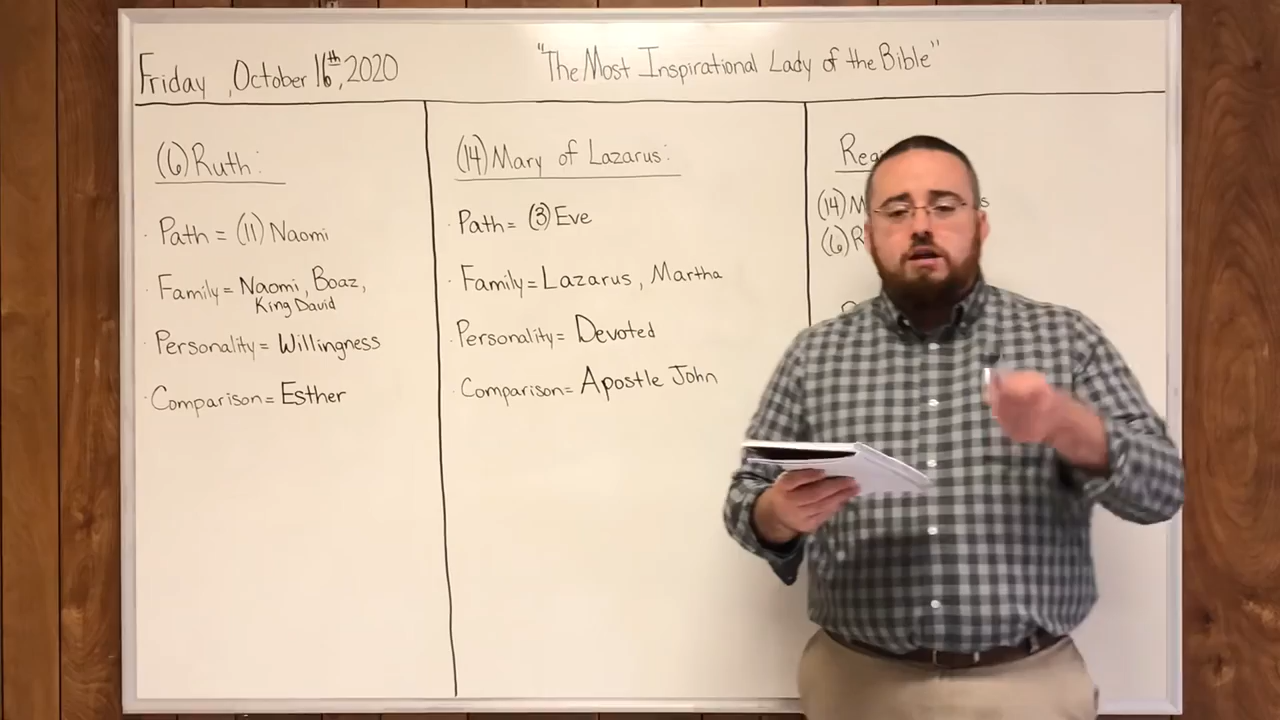 Friday, October 16th, 2020
"The Most Inspirational Lady of the Bible"
(6) Ruth:
· Path = (11) Naomi
· Family = Naomi, Boaz,
King David
· Personality = Willingness
· Comparison = Esther
(14) Mary of Lazarus:
· Path = (3) Eve
· Family = Lazarus, Martha
· Personality = Devoted
· Comparison = Apostle John
(14)
(6)